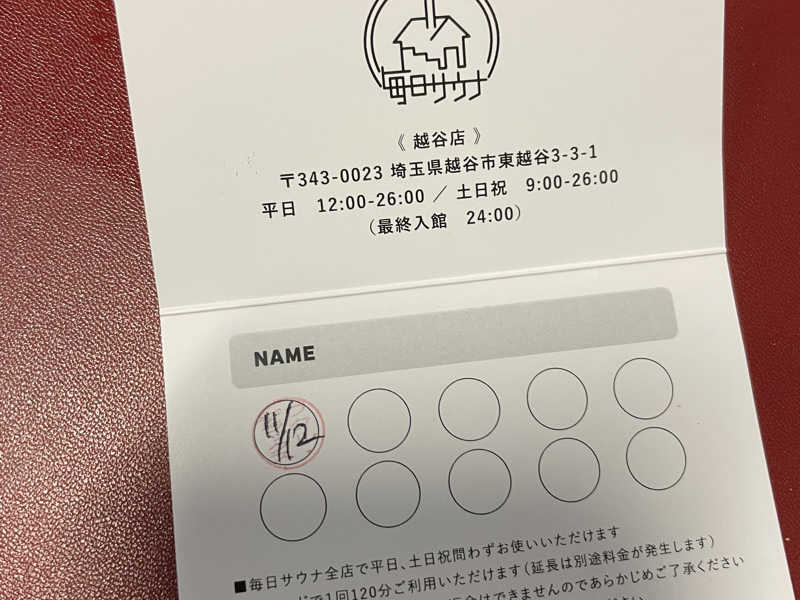 毎日サウナ
《 越谷店 》
〒343-0023 埼玉県越谷市東越谷3-3-1
平日　12:00-26:00 ／ 土日祝　9:00-26:00
（最終入館　24:00）
NAME
11/12
■毎日サウナ全店で平日、土日祝問わずお使いいただけます
ドで1回120分ご利用いただけます（延長は別途料金が発生します）
はできませんのであらかじめご了承ください